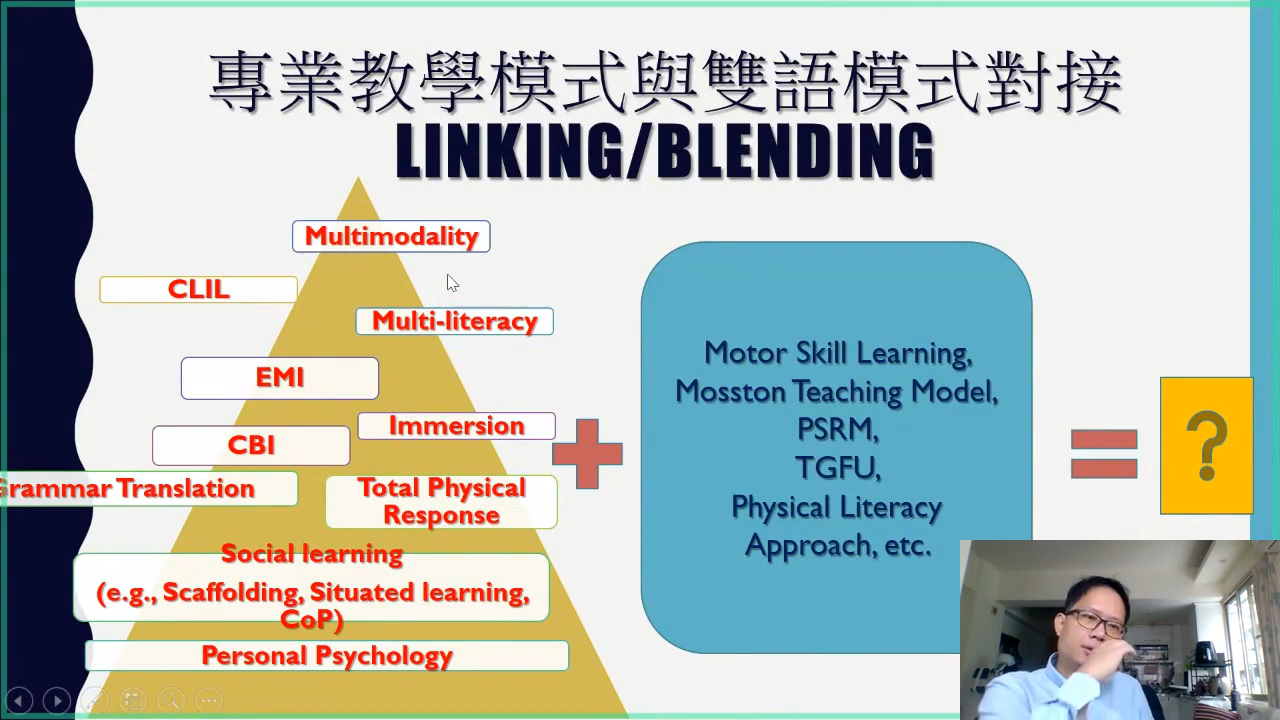 專業教學模式與雙語模式對接
LINKING/BLENDING
Multimodality
CLIL
Multi-literacy
EMI
Immersion
CBI
Grammar Translation
Total Physical
Response
Social learning
(e.g., Scaffolding, Situated learning,
CoP)
Personal Psychology
Motor Skill Learning,
Mosston Teaching Model,
PSRM,
TGFU,
Physical Literacy
Approach, etc.
?